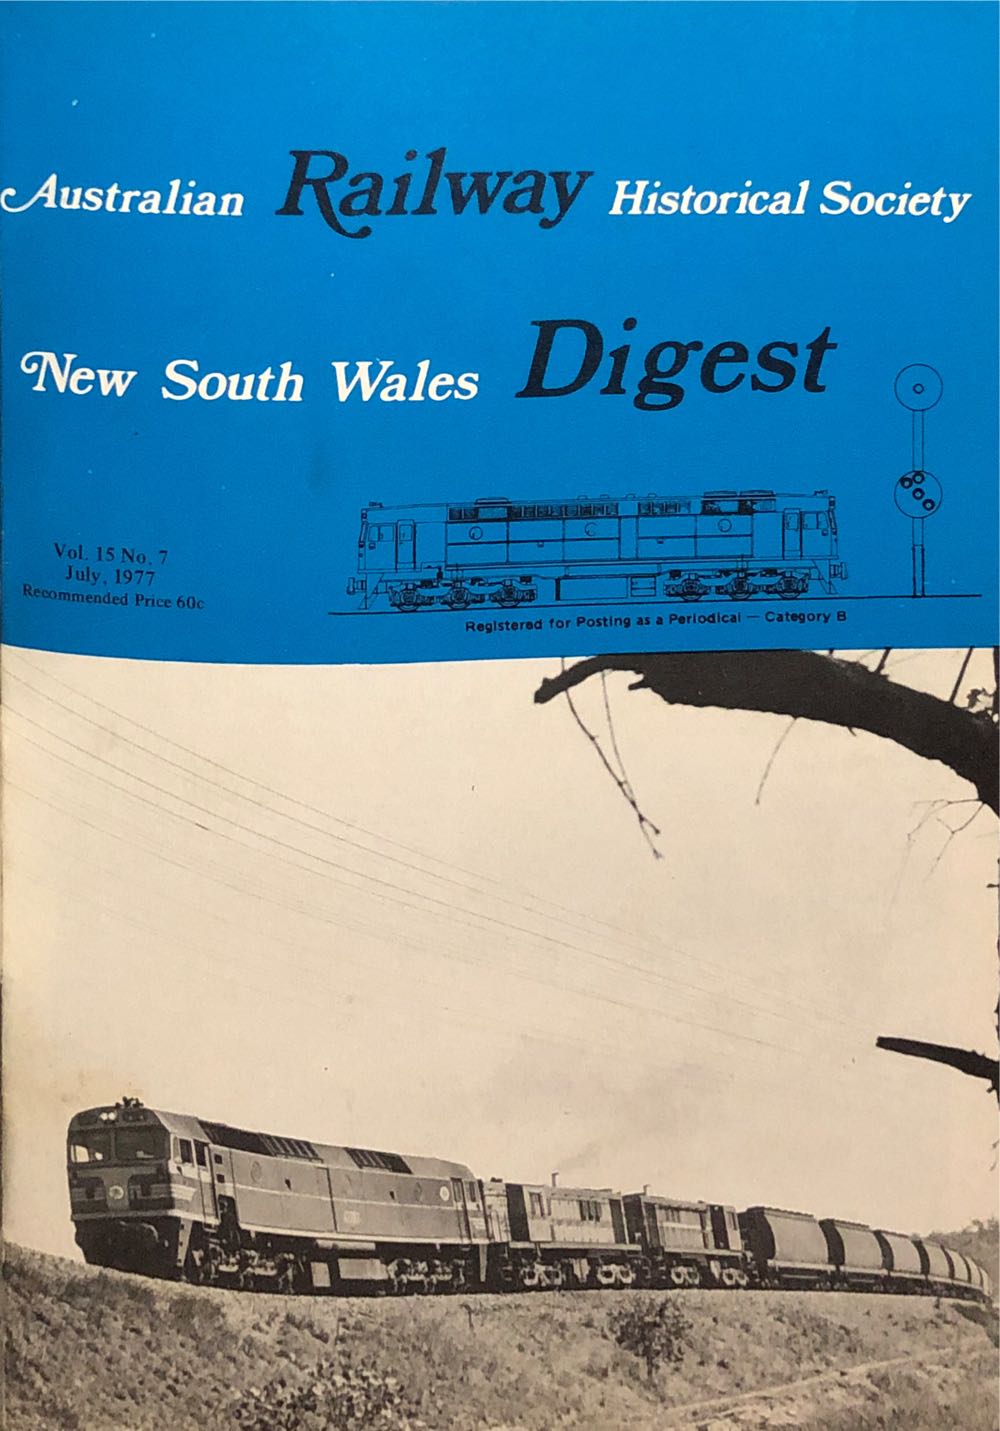 Australian Railway Historical Society
New South Wales Digest
Vol. 15 No. 7
July, 1977
Recommended Price 60c
Registered for Posting as a Periodical — Category B